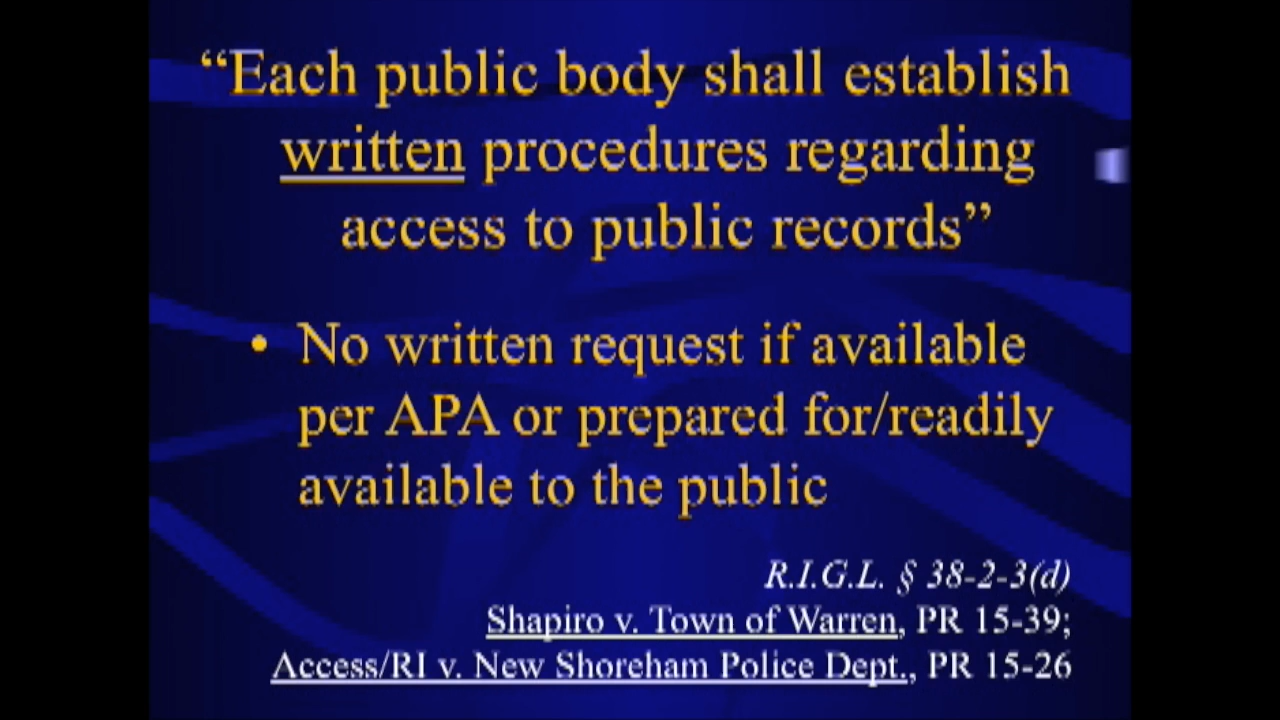 “Each public body shall establish
written procedures regarding
access to public records”
• No written request if available
per APA or prepared for/readily
available to the public
R.I.G.L. § 38-2-3(d)
Shapiro v. Town of Warren, PR 15-39;
Access/RI v. New Shoreham Police Dept., PR 15-26